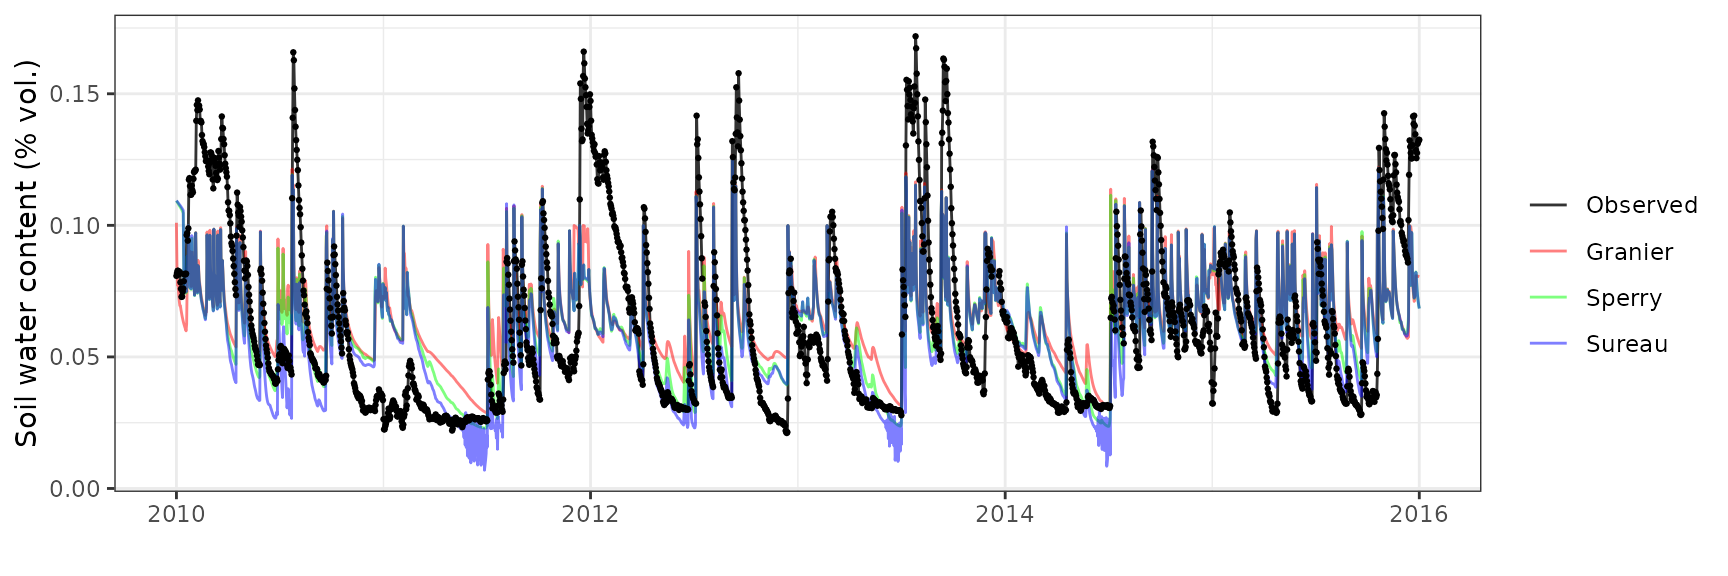 Soil water content (% vol.)
0.15
0.10
0.05
0.00
2010 2012 2014 2016
Observed
Granier
Sperry
Sureau